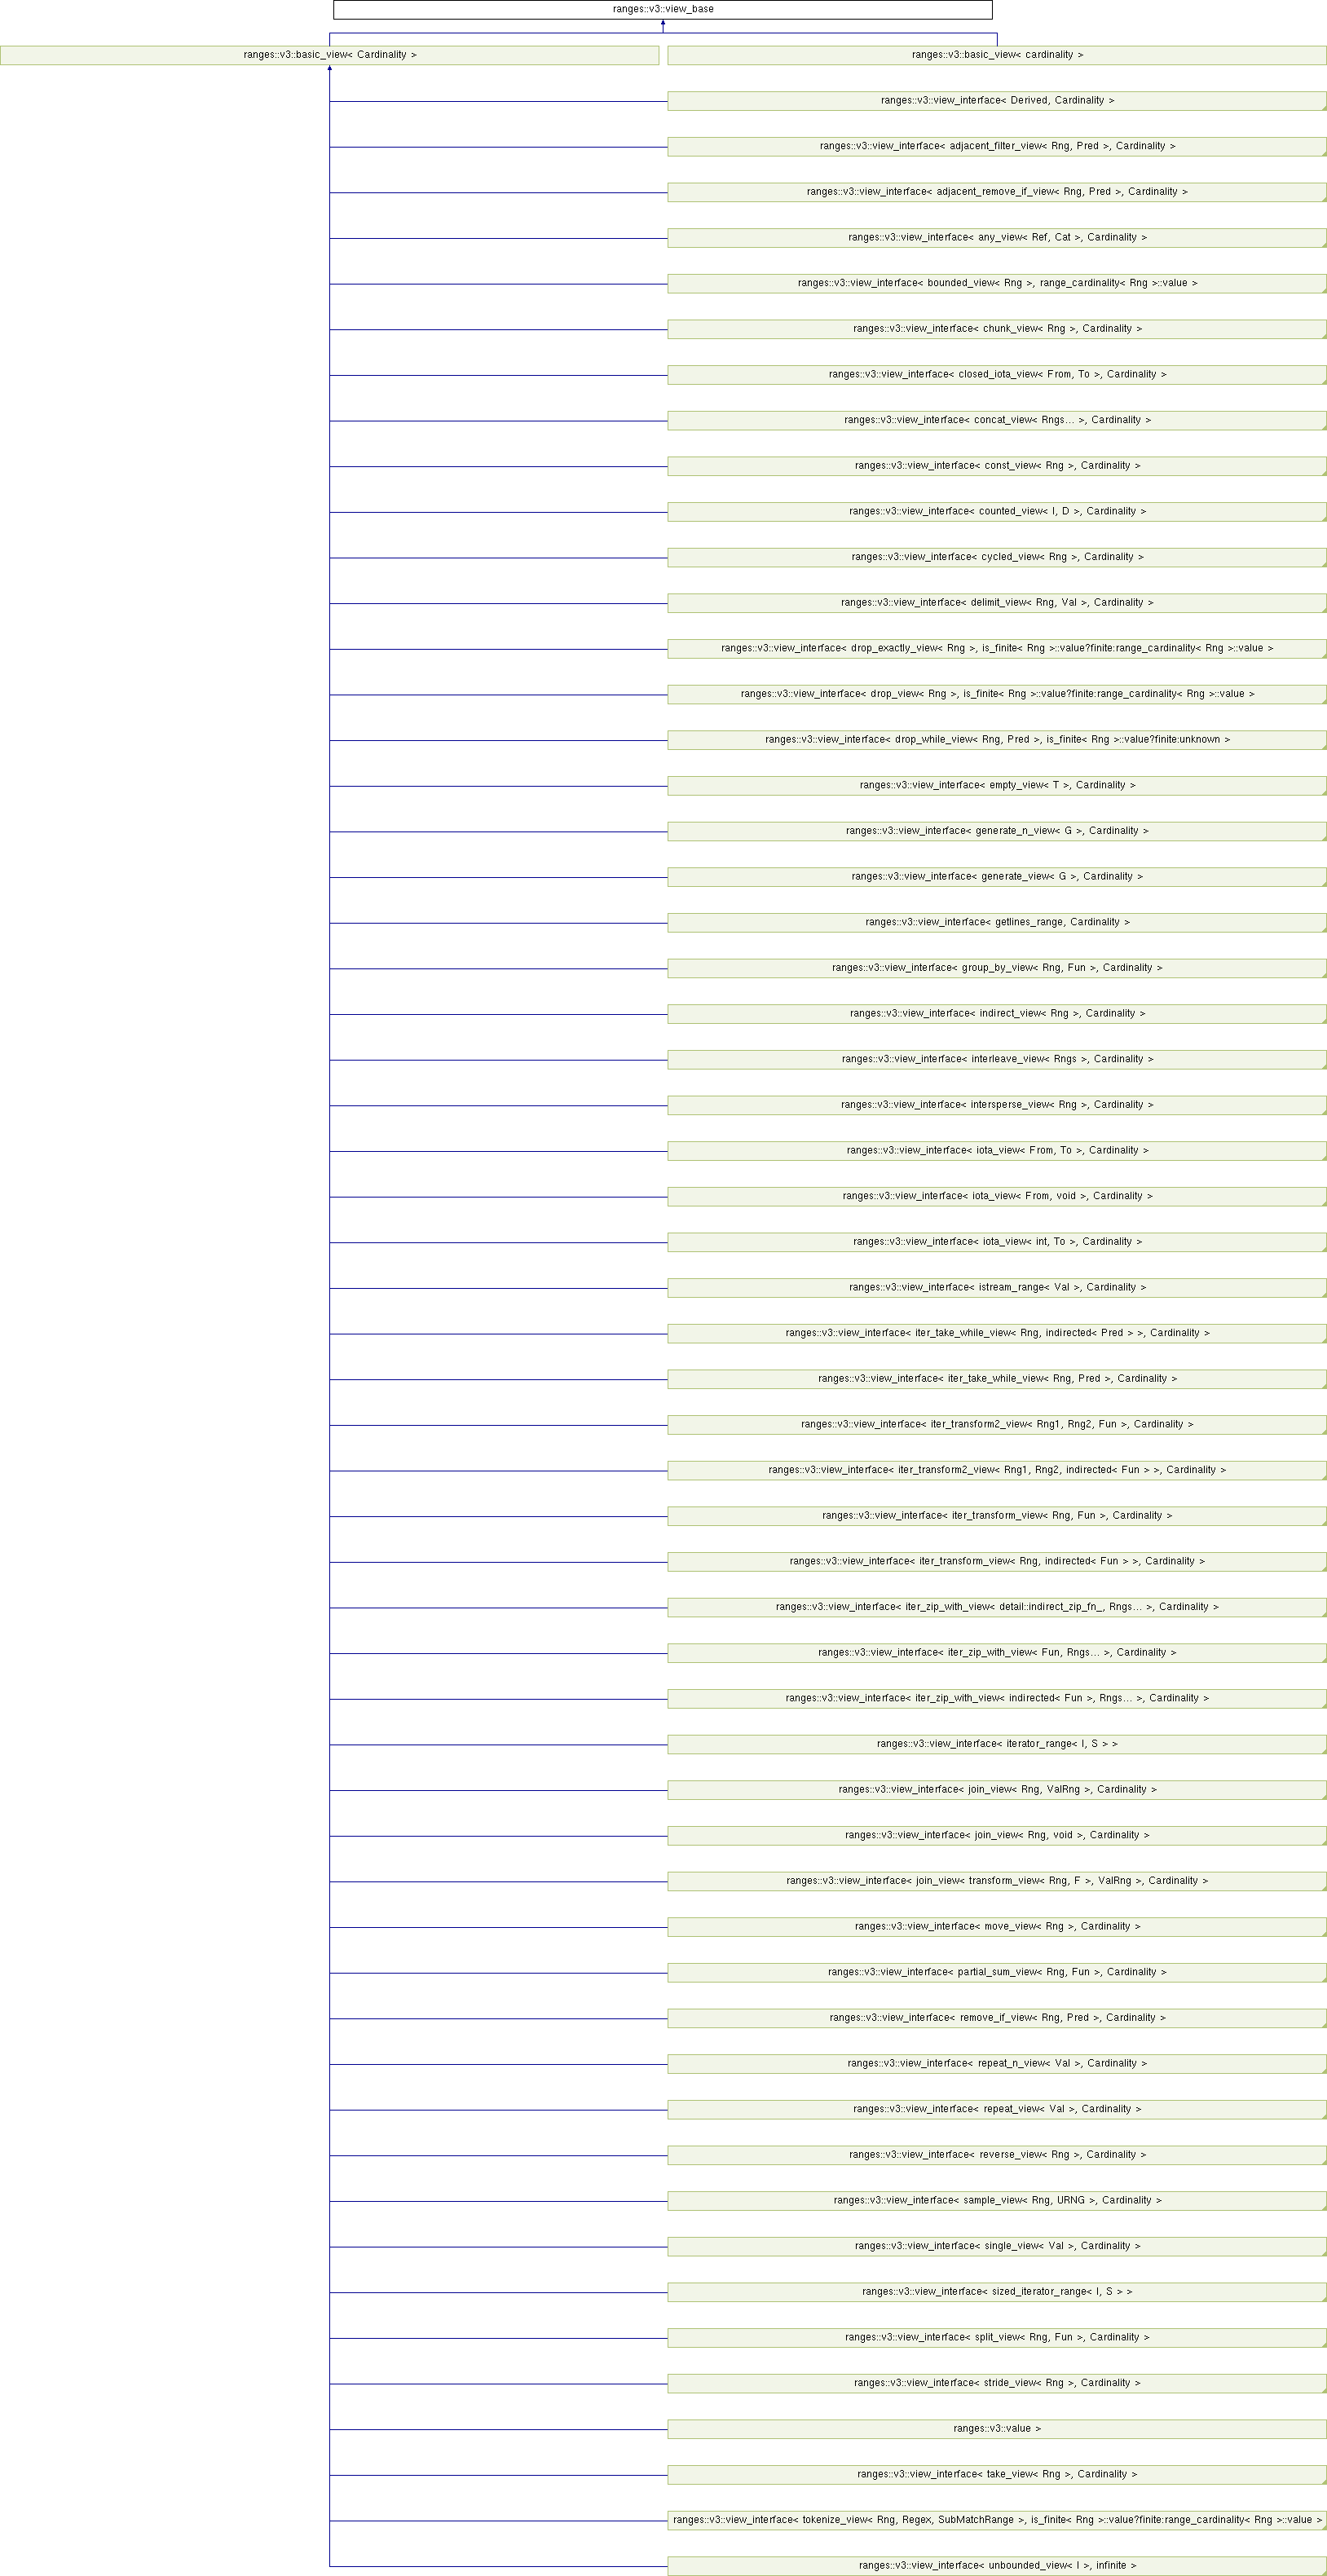 ranges::v3::view_base
ranges::v3::basic_view< Cardinality >
ranges::v3::basic_view< cardinality >
ranges::v3::view_interface< Derived, Cardinality >
ranges::v3::view_interface< adjacent_filter_view< Rng, Pred >, Cardinality >
ranges::v3::view_interface< adjacent_remove_if_view< Rng, Pred >, Cardinality >
ranges::v3::view_interface< any_view< Ref, Cat >, Cardinality >
ranges::v3::view_interface< bounded_view< Rng >, range_cardinality< Rng >::value >
ranges::v3::view_interface< chunk_view< Rng >, Cardinality >
ranges::v3::view_interface< closed_iota_view< From, To >, Cardinality >
ranges::v3::view_interface< concat_view< Rngs... >, Cardinality >
ranges::v3::view_interface< const_view< Rng >, Cardinality >
ranges::v3::view_interface< counted_view< I, D >, Cardinality >
ranges::v3::view_interface< cycled_view< Rng >, Cardinality >
ranges::v3::view_interface< delimit_view< Rng, Val >, Cardinality >
ranges::v3::view_interface< drop_exactly_view< Rng >, is_finite< Rng >::value?finite:range_cardinality< Rng >::value >
ranges::v3::view_interface< drop_view< Rng >, is_finite< Rng >::value?finite:range_cardinality< Rng >::value >
ranges::v3::view_interface< drop_while_view< Rng, Pred >, is_finite< Rng >::value?finite:unknown >
ranges::v3::view_interface< empty_view< T >, Cardinality >
ranges::v3::view_interface< generate_n_view< G >, Cardinality >
ranges::v3::view_interface< generate_view< G >, Cardinality >
ranges::v3::view_interface< getlines_range, Cardinality >
ranges::v3::view_interface< group_by_view< Rng, Fun >, Cardinality >
ranges::v3::view_interface< indirect_view< Rng >, Cardinality >
ranges::v3::view_interface< interleave_view< Rngs >, Cardinality >
ranges::v3::view_interface< intersperse_view< Rng >, Cardinality >
ranges::v3::view_interface< iota_view< From, To >, Cardinality >
ranges::v3::view_interface< iota_view< From, void >, Cardinality >
ranges::v3::view_interface< iota_view< int, To >, Cardinality >
ranges::v3::view_interface< istream_range< Val >, Cardinality >
ranges::v3::view_interface< iter_take_while_view< Rng, indirected< Pred > >, Cardinality >
ranges::v3::view_interface< iter_take_while_view< Rng, Pred >, Cardinality >
ranges::v3::view_interface< iter_transform2_view< Rng1, Rng2, Fun >, Cardinality >
ranges::v3::view_interface< iter_transform2_view< Rng1, Rng2, indirected< Fun > >, Cardinality >
ranges::v3::view_interface< iter_transform_view< Rng, Fun >, Cardinality >
ranges::v3::view_interface< iter_transform_view< Rng, indirected< Fun > >, Cardinality >
ranges::v3::view_interface< iter_zip_with_view< detail::indirect_zip_fn_, Rngs... >, Cardinality >
ranges::v3::view_interface< iter_zip_with_view< Fun, Rngs... >, Cardinality >
ranges::v3::view_interface< iter_zip_with_view< indirected< Fun >, Rngs... >, Cardinality >
ranges::v3::view_interface< iterator_range< I, S > >
ranges::v3::view_interface< join_view< Rng, ValRng >, Cardinality >
ranges::v3::view_interface< join_view< Rng, void >, Cardinality >
ranges::v3::view_interface< join_view< transform_view< Rng, F >, ValRng >, Cardinality >
ranges::v3::view_interface< move_view< Rng >, Cardinality >
ranges::v3::view_interface< partial_sum_view< Rng, Fun >, Cardinality >
ranges::v3::view_interface< remove_if_view< Rng, Pred >, Cardinality >
ranges::v3::view_interface< repeat_n_view< Val >, Cardinality >
ranges::v3::view_interface< repeat_view< Val >, Cardinality >
ranges::v3::view_interface< reverse_view< Rng >, Cardinality >
ranges::v3::view_interface< sample_view< Rng, URNG >, Cardinality >
ranges::v3::view_interface< single_view< Val >, Cardinality >
ranges::v3::view_interface< sized_iterator_range< I, S > >
ranges::v3::view_interface< split_view< Rng, Fun >, Cardinality >
ranges::v3::view_interface< stride_view< Rng >, Cardinality >
ranges::v3::value >
ranges::v3::view_interface< take_view< Rng >, Cardinality >
ranges::v3::view_interface< tokenize_view< Rng, Regex, SubMatchRange >, is_finite< Rng >::value?finite:range_cardinality< Rng >::value >
ranges::v3::view_interface< unbounded_view< I >, infinite >